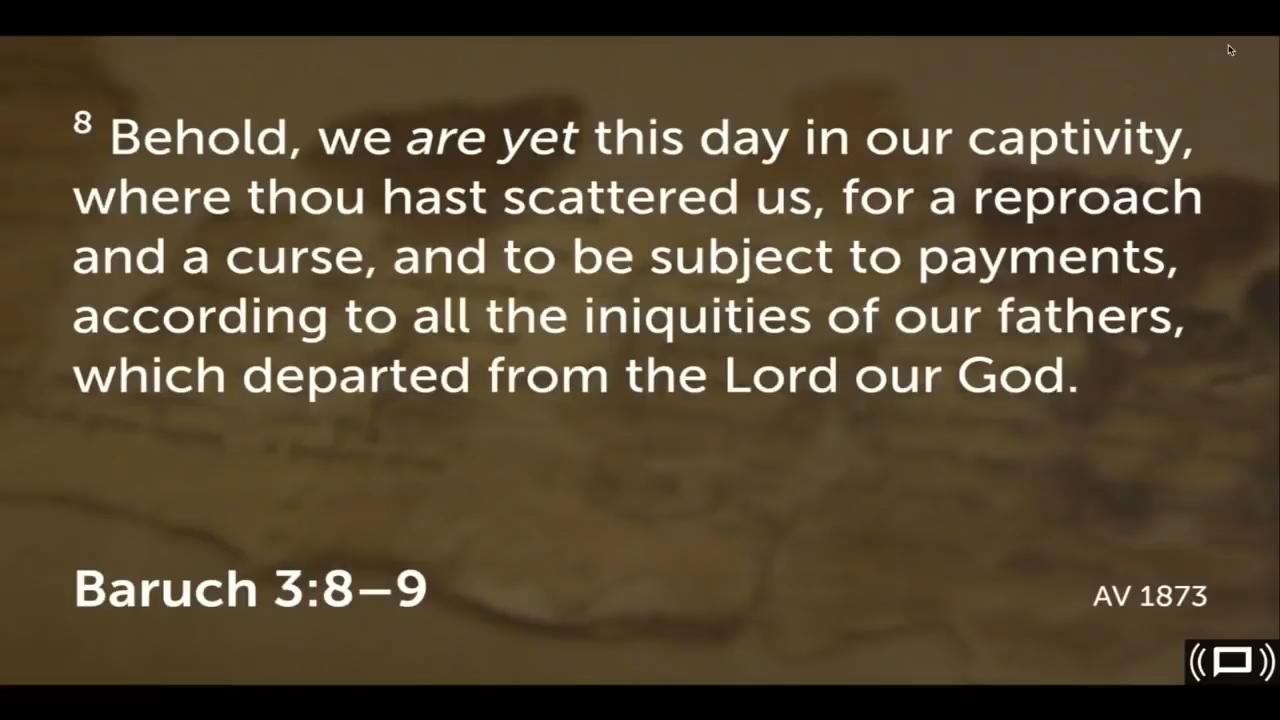 8 Behold, we are yet this day in our captivity,
where thou hast scattered us, for a reproach
and a curse, and to be subject to payments,
according to all the iniquities of our fathers,
which departed from the Lord our God.
Baruch 3:8–9
AV 1873